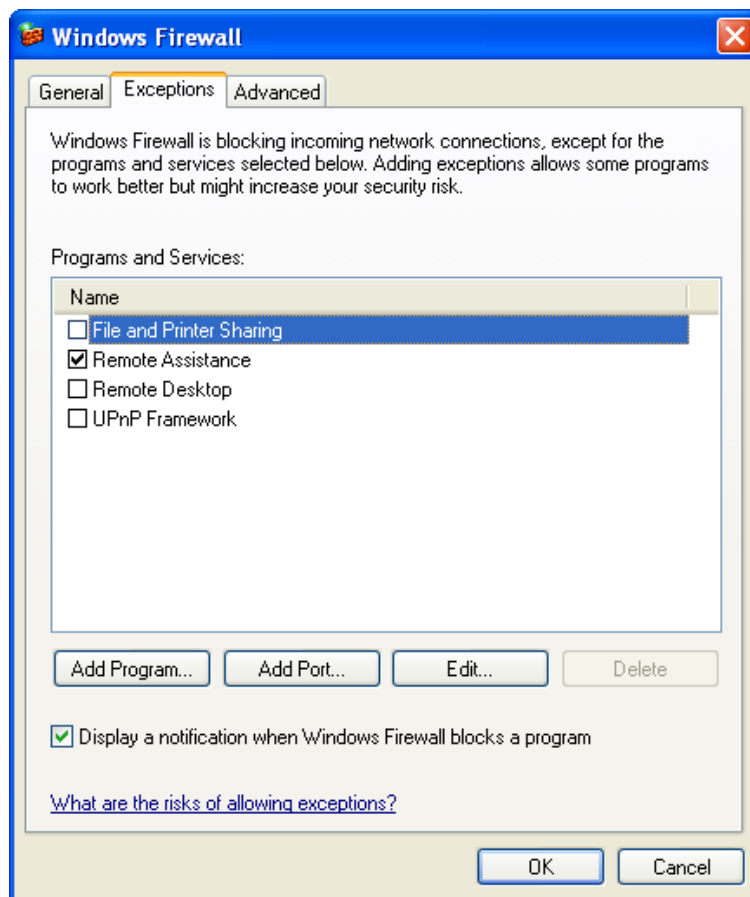 Windows Firewall
General Exceptions Advanced
Windows Firewall is blocking incoming network connections, except for the
programs and services selected below. Adding exceptions allows some programs
to work better but might increase your security risk.
Programs and Services:
Name
File and Printer Sharing
Remote Assistance
Remote Desktop
UPnP Framework
Add Program... Add Port... Edit... Delete
Display a notification when Windows Firewall blocks a program
What are the risks of allowing exceptions?
OK Cancel